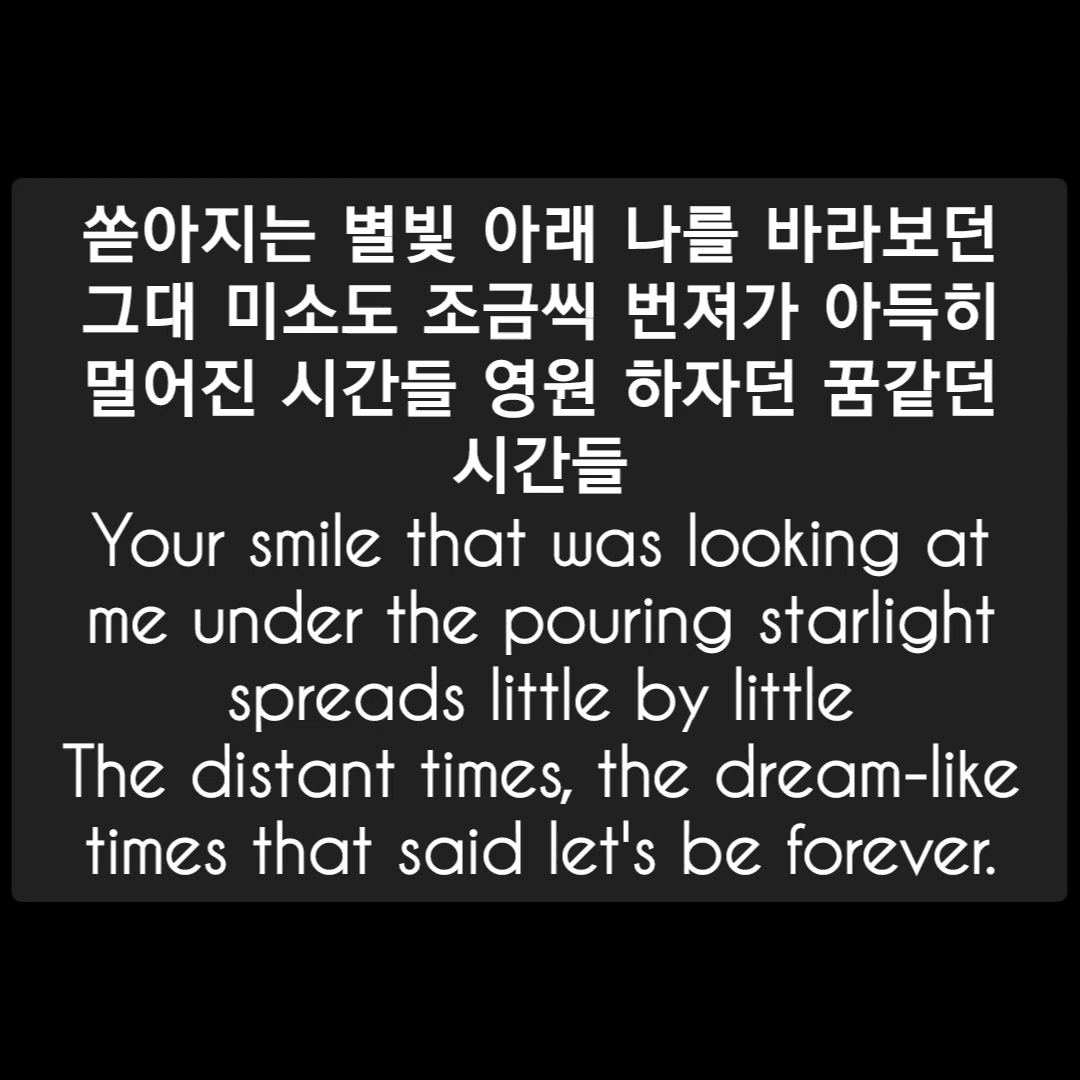 쏟아지는 별빛 아래 나를 바라보던
그대 미소도 조금씩 번져가 아득히
멀어진 시간들 영원 하자던 꿈같던
시간들
Your smile that was looking at
me under the pouring starlight
spreads little by little
The distant times, the dream-like
times that said let's be forever.